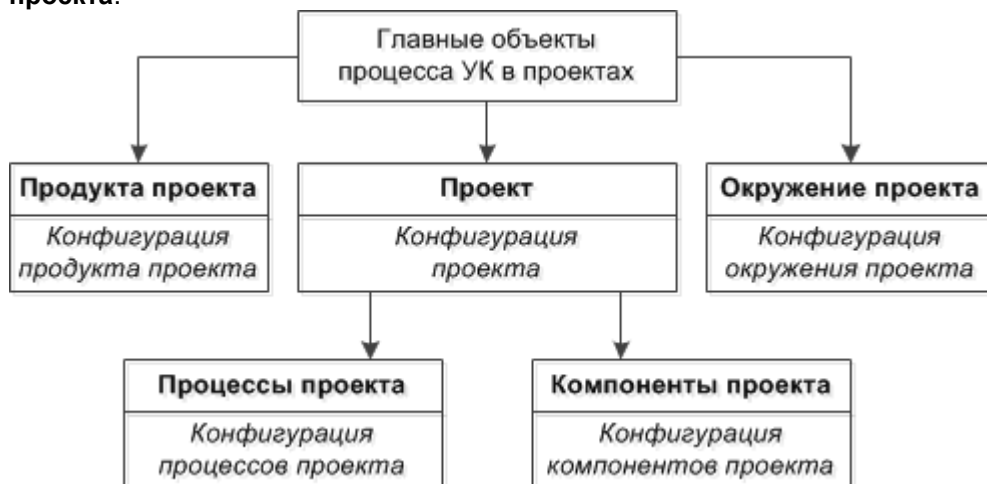 проекта.
Главные объекты
процесса УК в проектах
Продукта проекта
Конфигурация
продукта проекта
Проект
Конфигурация
проекта
Окружение проекта
Конфигурация
окружения проекта
Процессы проекта
Конфигурация
процессов проекта
Компоненты проекта
Конфигурация
компонентов проекта